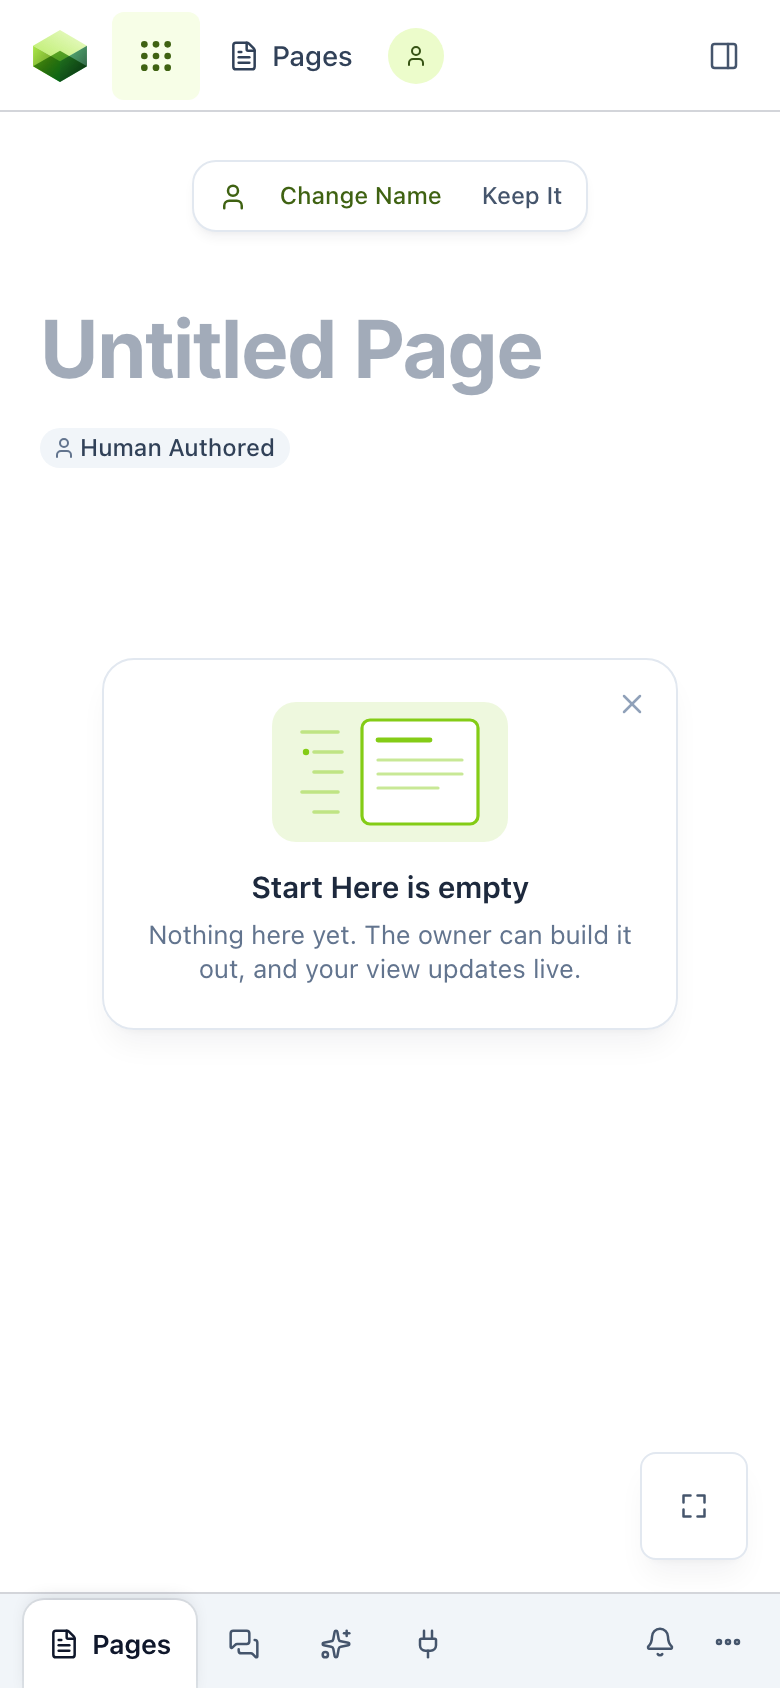 Pages
Change Name Keep It
Untitled Page
Human Authored
Start Here is empty
Nothing here yet. The owner can build it
out, and your view updates live.
Pages